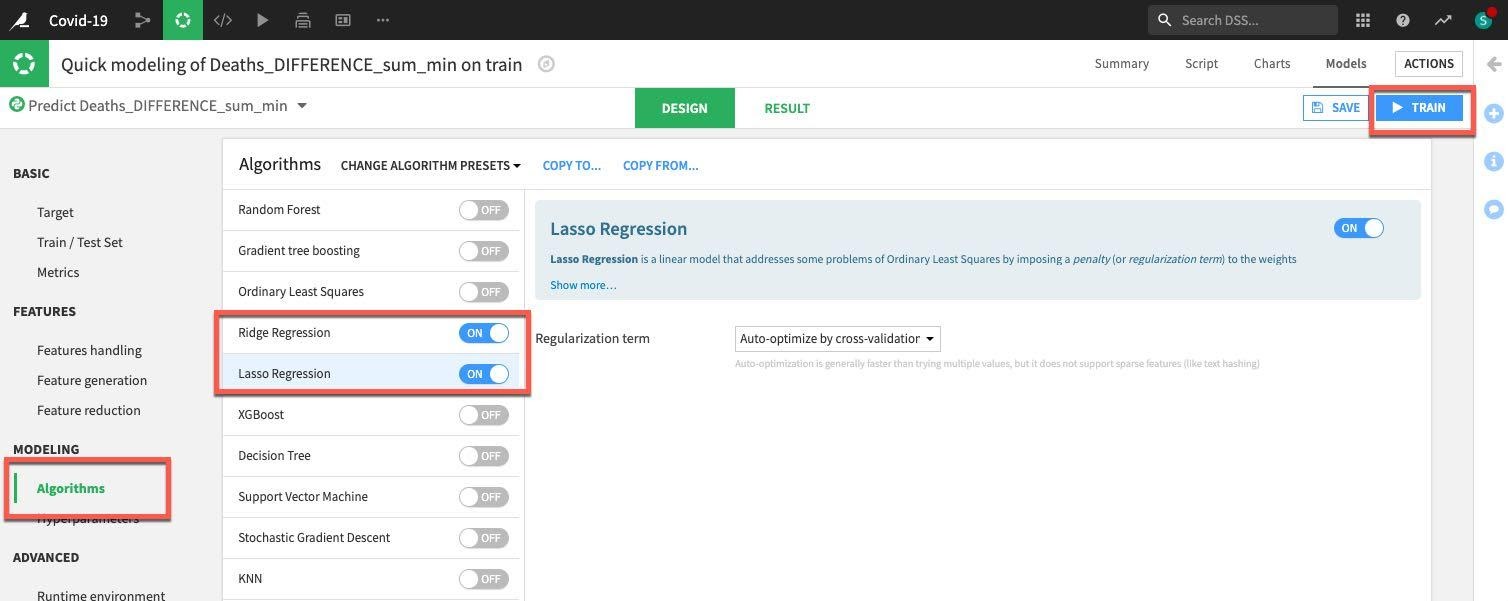 Covid-19
</>
Search DSS...
S
Quick modeling of Deaths_DIFFERENCE_sum_min on train
Summary
Script
Charts
Models
ACTIONS
Predict Deaths_DIFFERENCE_sum_min
DESIGN
RESULT
SAVE
TRAIN
BASIC
Target
Train / Test Set
Metrics
FEATURES
Features handling
Feature generation
Feature reduction
MODELING
Algorithms
Hyperparameters
ADVANCED
Runtime environment
Algorithms
CHANGE ALGORITHM PRESETS
COPY TO...
COPY FROM...
Random Forest OFF
Gradient tree boosting OFF
Ordinary Least Squares OFF
Ridge Regression ON
Lasso Regression ON
XGBoost OFF
Decision Tree OFF
Support Vector Machine OFF
Stochastic Gradient Descent OFF
KNN OFF
Lasso Regression ON
Lasso Regression is a linear model that addresses some problems of Ordinary Least Squares by imposing a penalty (or regularization term) to the weights
Show more...
Regularization term Auto-optimize by cross-validation
Auto-optimization is generally faster than trying multiple values, but it does not support sparse features (like text hashing)